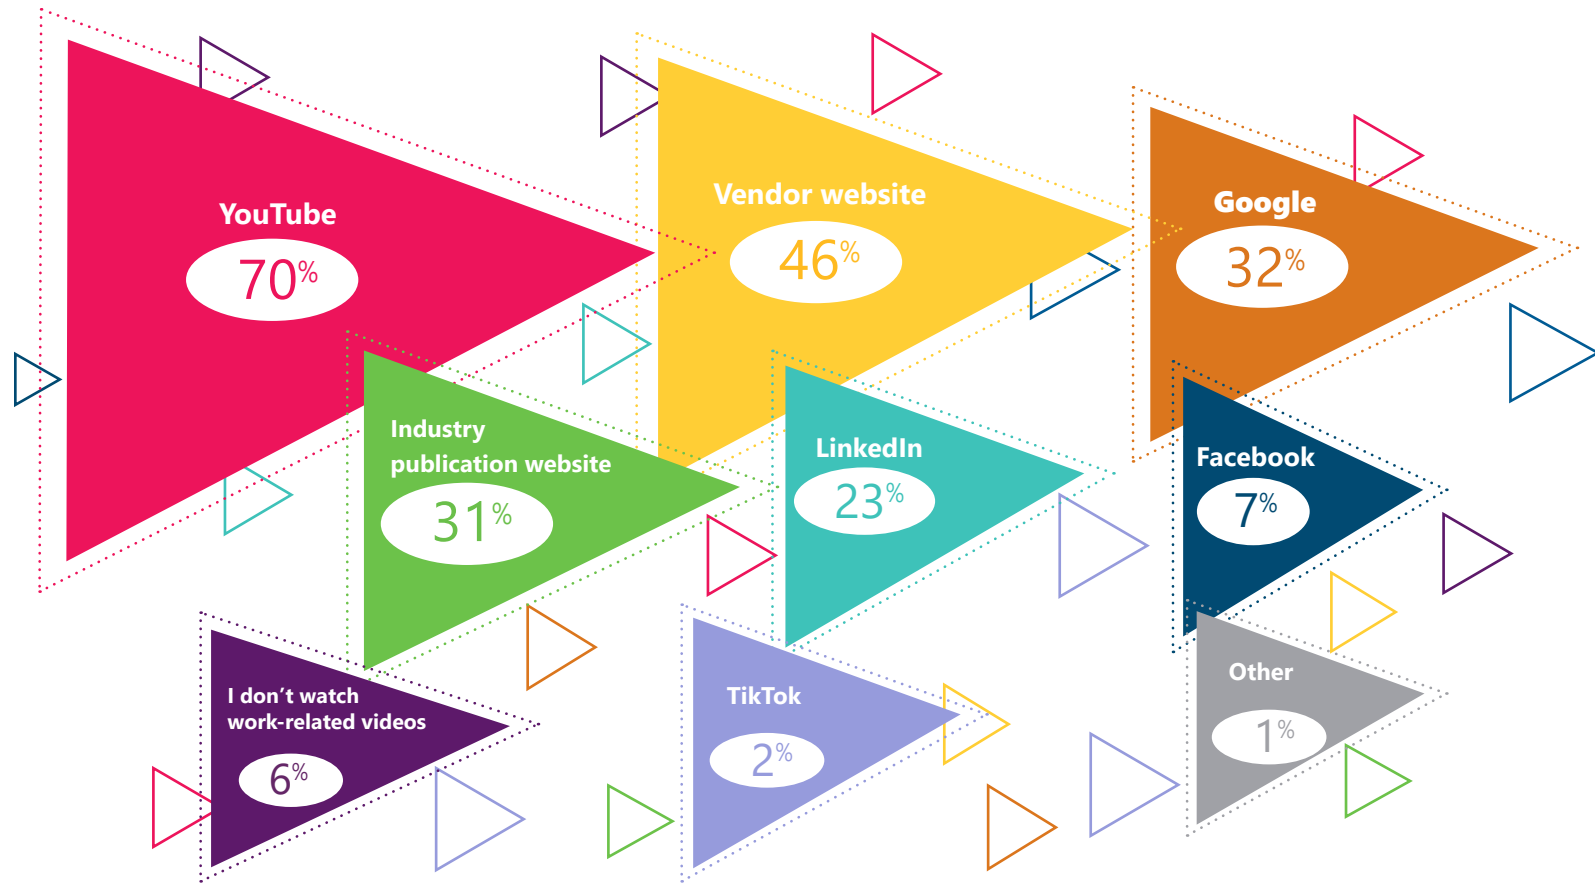 YouTube
70%
Vendor website
46%
Google
32%
Industry
publication website
31%
LinkedIn
23%
Facebook
7%
I don’t watch
work-related videos
6%
TikTok
2%
Other
1%